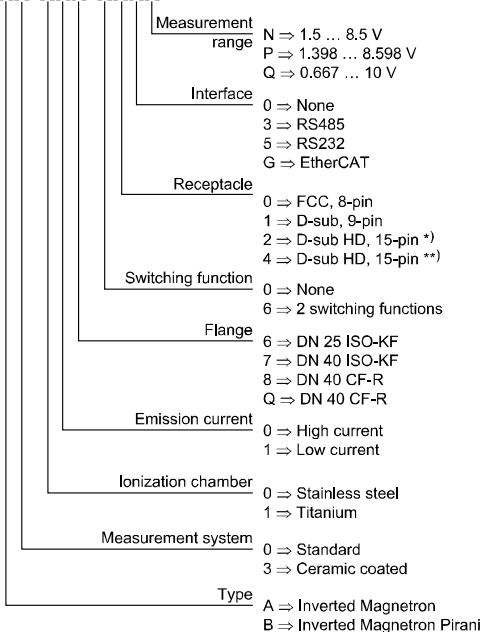 Measurement
range
N ⇒ 1.5 ... 8.5 V
P ⇒ 1.398 ... 8.598 V
Q ⇒ 0.667 ... 10 V
Interface
0 ⇒ None
3 ⇒ RS485
5 ⇒ RS232
G ⇒ EtherCAT
Receptacle
0 ⇒ FCC, 8-pin
1 ⇒ D-sub, 9-pin
2 ⇒ D-sub HD, 15-pin *)
4 ⇒ D-sub HD, 15-pin **)
Switching function
0 ⇒ None
6 ⇒ 2 switching functions
Flange
6 ⇒ DN 25 ISO-KF
7 ⇒ DN 40 ISO-KF
8 ⇒ DN 40 CF-R
Q ⇒ DN 40 CF-R
Emission current
0 ⇒ High current
1 ⇒ Low current
Ionization chamber
0 ⇒ Stainless steel
1 ⇒ Titanium
Measurement system
0 ⇒ Standard
3 ⇒ Ceramic coated
Type
A ⇒ Inverted Magnetron
B ⇒ Inverted Magnetron Pirani